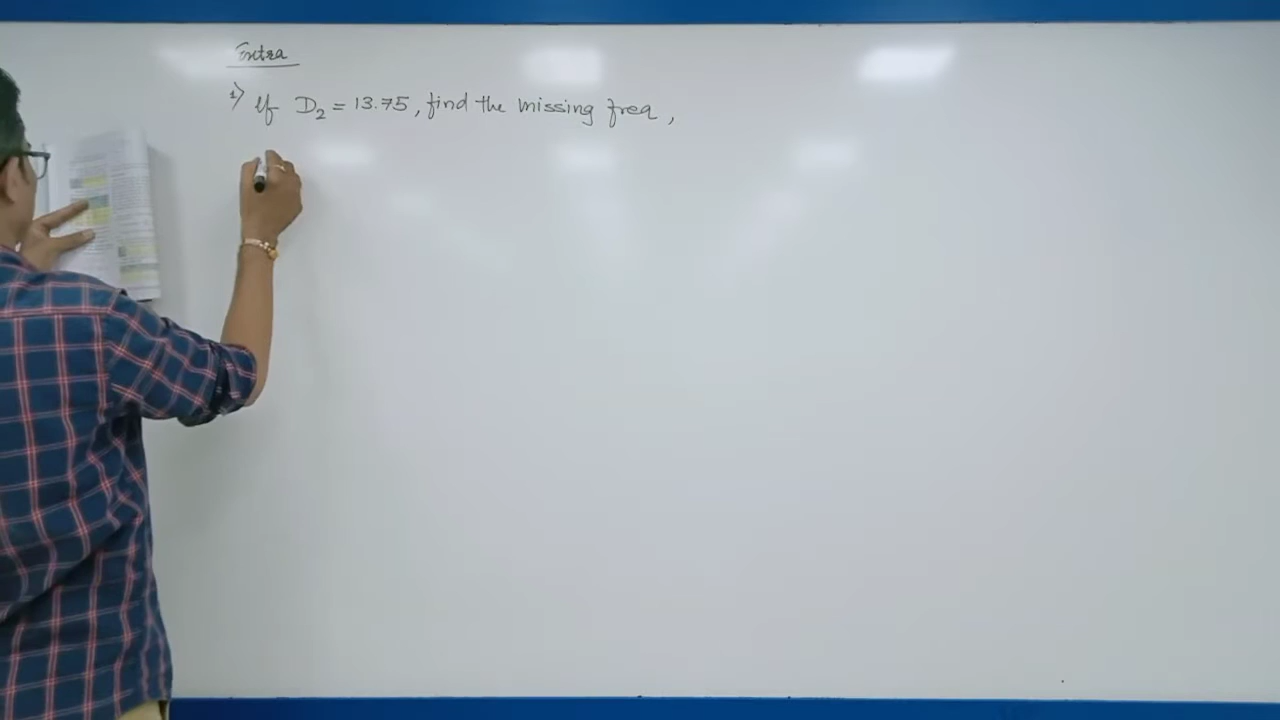 Extra
1) If D₂ = 13.75, find the missing freq,